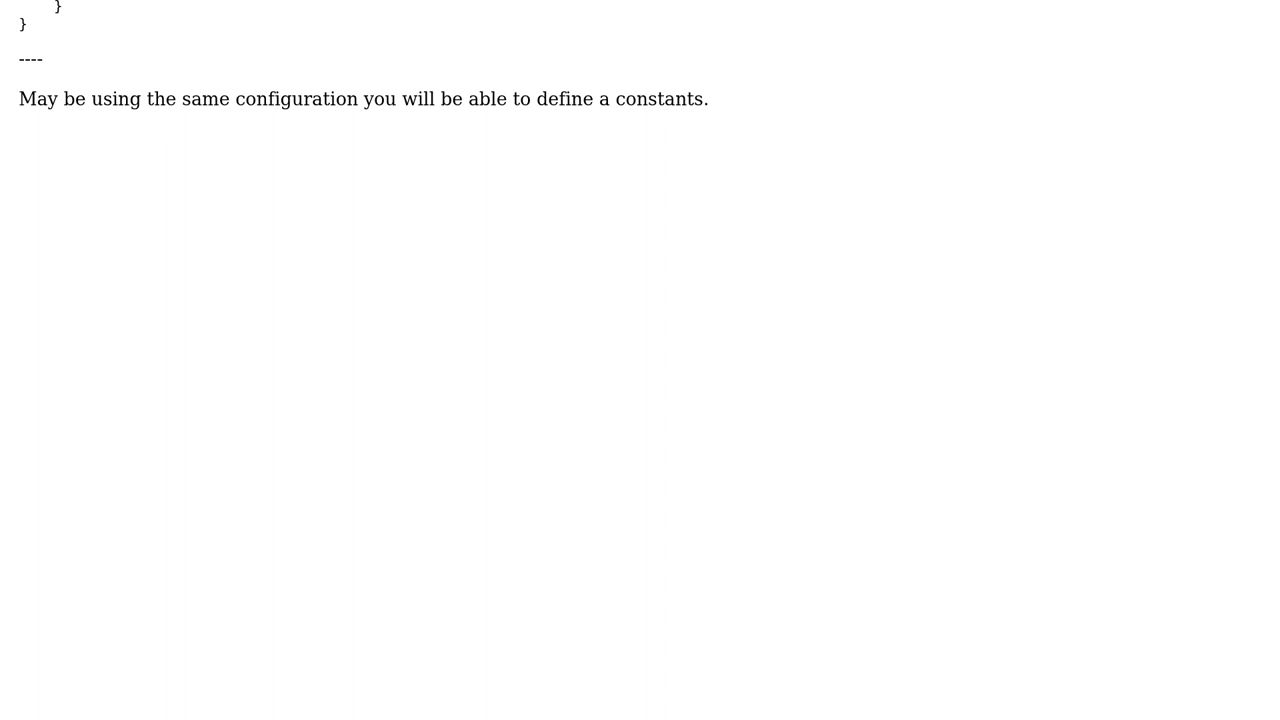 }
}
----
May be using the same configuration you will be able to define a constants.